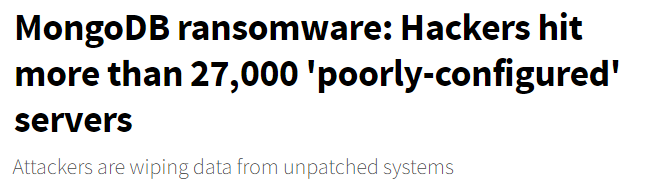 MongoDB ransomware: Hackers hit
more than 27,000 'poorly-configured'
servers
Attackers are wiping data from unpatched systems